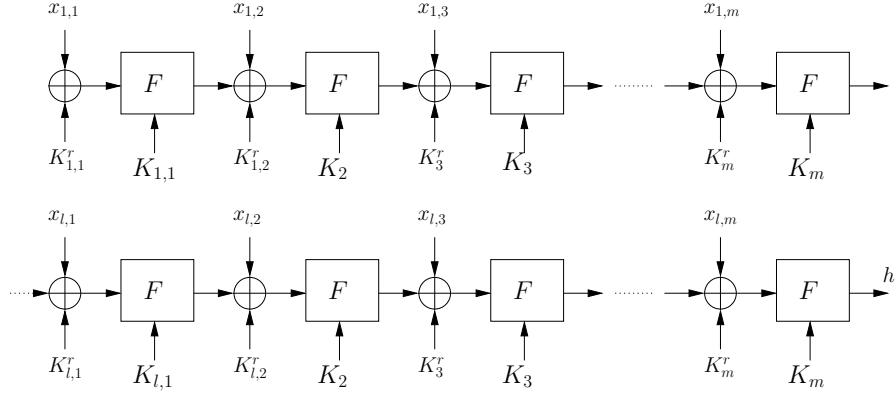 x_{1,1} x_{1,2} x_{1,3} x_{1,m}
F F F F
K^r_{1,1} K_{1,1} K^r_{1,2} K_2 K^r_3 K_3 K^r_m K_m
x_{l,1} x_{l,2} x_{l,3} x_{l,m}
F F F F h
K^r_{l,1} K_{l,1} K^r_{l,2} K_2 K^r_3 K_3 K^r_m K_m